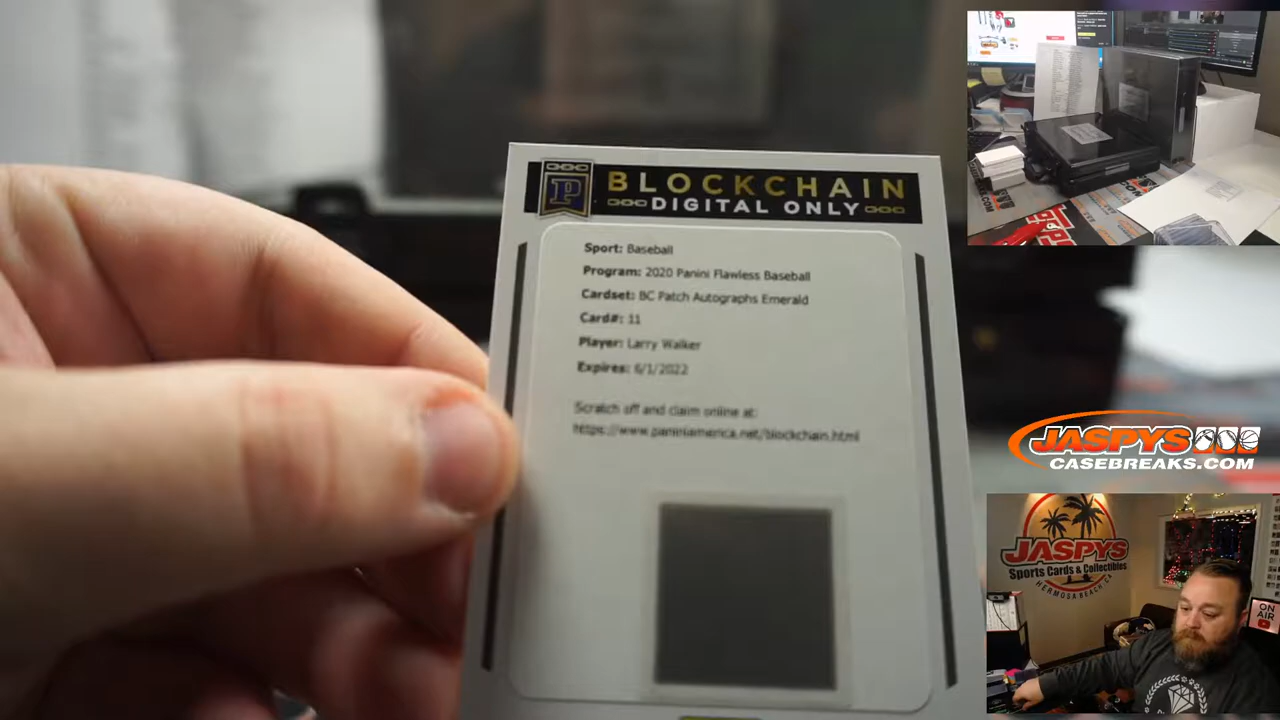 BLOCKCHAIN
DIGITAL ONLY
P
Sport: Baseball
Program: 2020 Panini Flawless Baseball
Cardset: BC Patch Autographs Emerald
Card#: 11
Player: Larry Walker
Expires: 6/1/2022
Scratch off and claim online at:
https://www.paniniamerica.net/blockchain.html
JASPYS
CASEBREAKS.COM
JASPYS
Sports Cards & Collectibles
HERMOSA BEACH, CA
ON
AIR